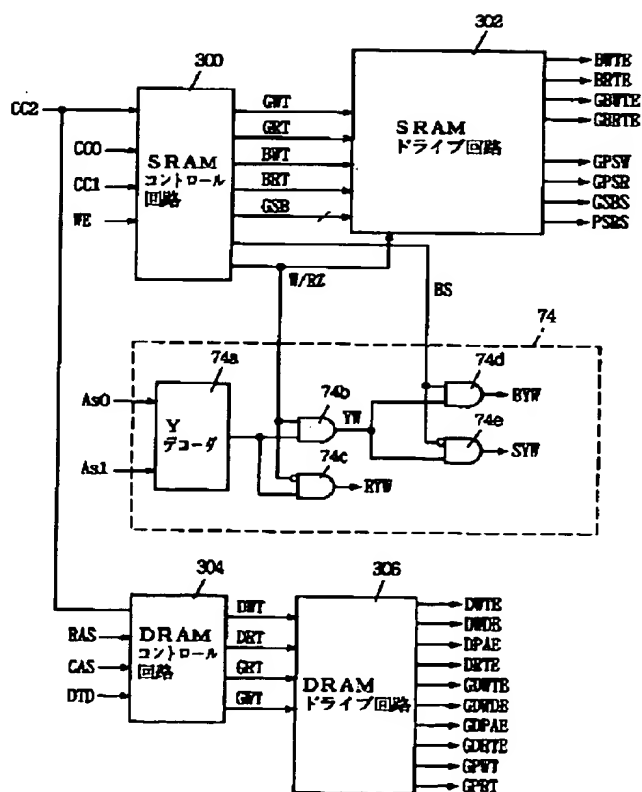 300
302
CC2
CC0
CC1
WE
SRAM
コントロール
回路
GWT
GRT
BWT
BRT
GSB
W/RZ
BS
SRAM
ドライブ回路
BWTE
BRTE
GBWTE
GBRTE
GPSW
GPSR
GSBS
PSRS
74
74a
As0
As1
Y
デコーダ
74b
YW
74c
RYW
74d
BYW
74e
SYW
304
306
RAS
CAS
DTD
DRAM
コントロール
回路
DWT
DRT
GRT
GWT
DRAM
ドライブ回路
DWTE
DWDE
DPAE
DRTE
GDWTE
GDWDE
GDPAE
GDRTE
GPWT
GPRT